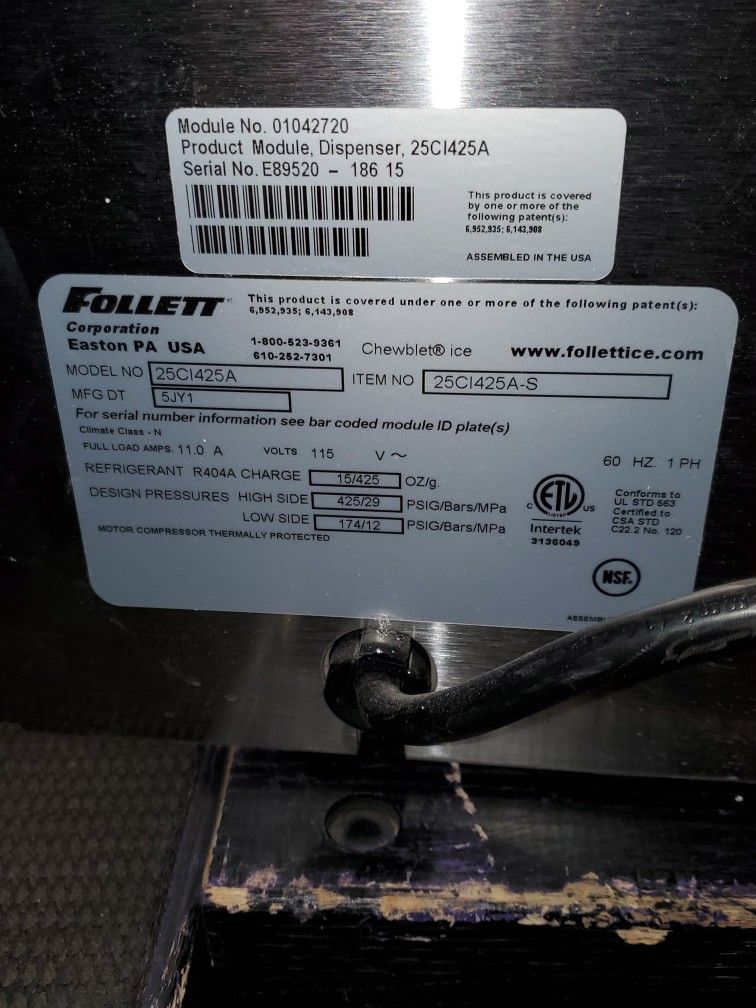 Module No. 01042720
Product Module, Dispenser, 25CI425A
Serial No. E89520 – 186 15
This product is covered
by one or more of the
following patent(s):
6,952,935; 6,143,908
ASSEMBLED IN THE USA
FOLLETT
Corporation
Easton PA USA
This product is covered under one or more of the following patent(s):
6,952,935; 6,143,908
1-800-523-9361
610-252-7301
Chewblet® ice
www.follettice.com
MODEL NO 25CI425A
ITEM NO 25CI425A-S
MFG DT 5JY1
For serial number information see bar coded module ID plate(s)
Climate Class - N
FULL LOAD AMPS. 11.0 A VOLTS 115 V ~ 60 HZ. 1 PH
REFRIGERANT R404A CHARGE 15/425 OZ/g.
DESIGN PRESSURES HIGH SIDE 425/29 PSIG/Bars/MPa
LOW SIDE 174/12 PSIG/Bars/MPa
MOTOR COMPRESSOR THERMALLY PROTECTED
C ETL US
LISTED
Intertek
3136049
Conforms to
UL STD 563
Certified to
CSA STD
C22.2 No. 120
NSF.